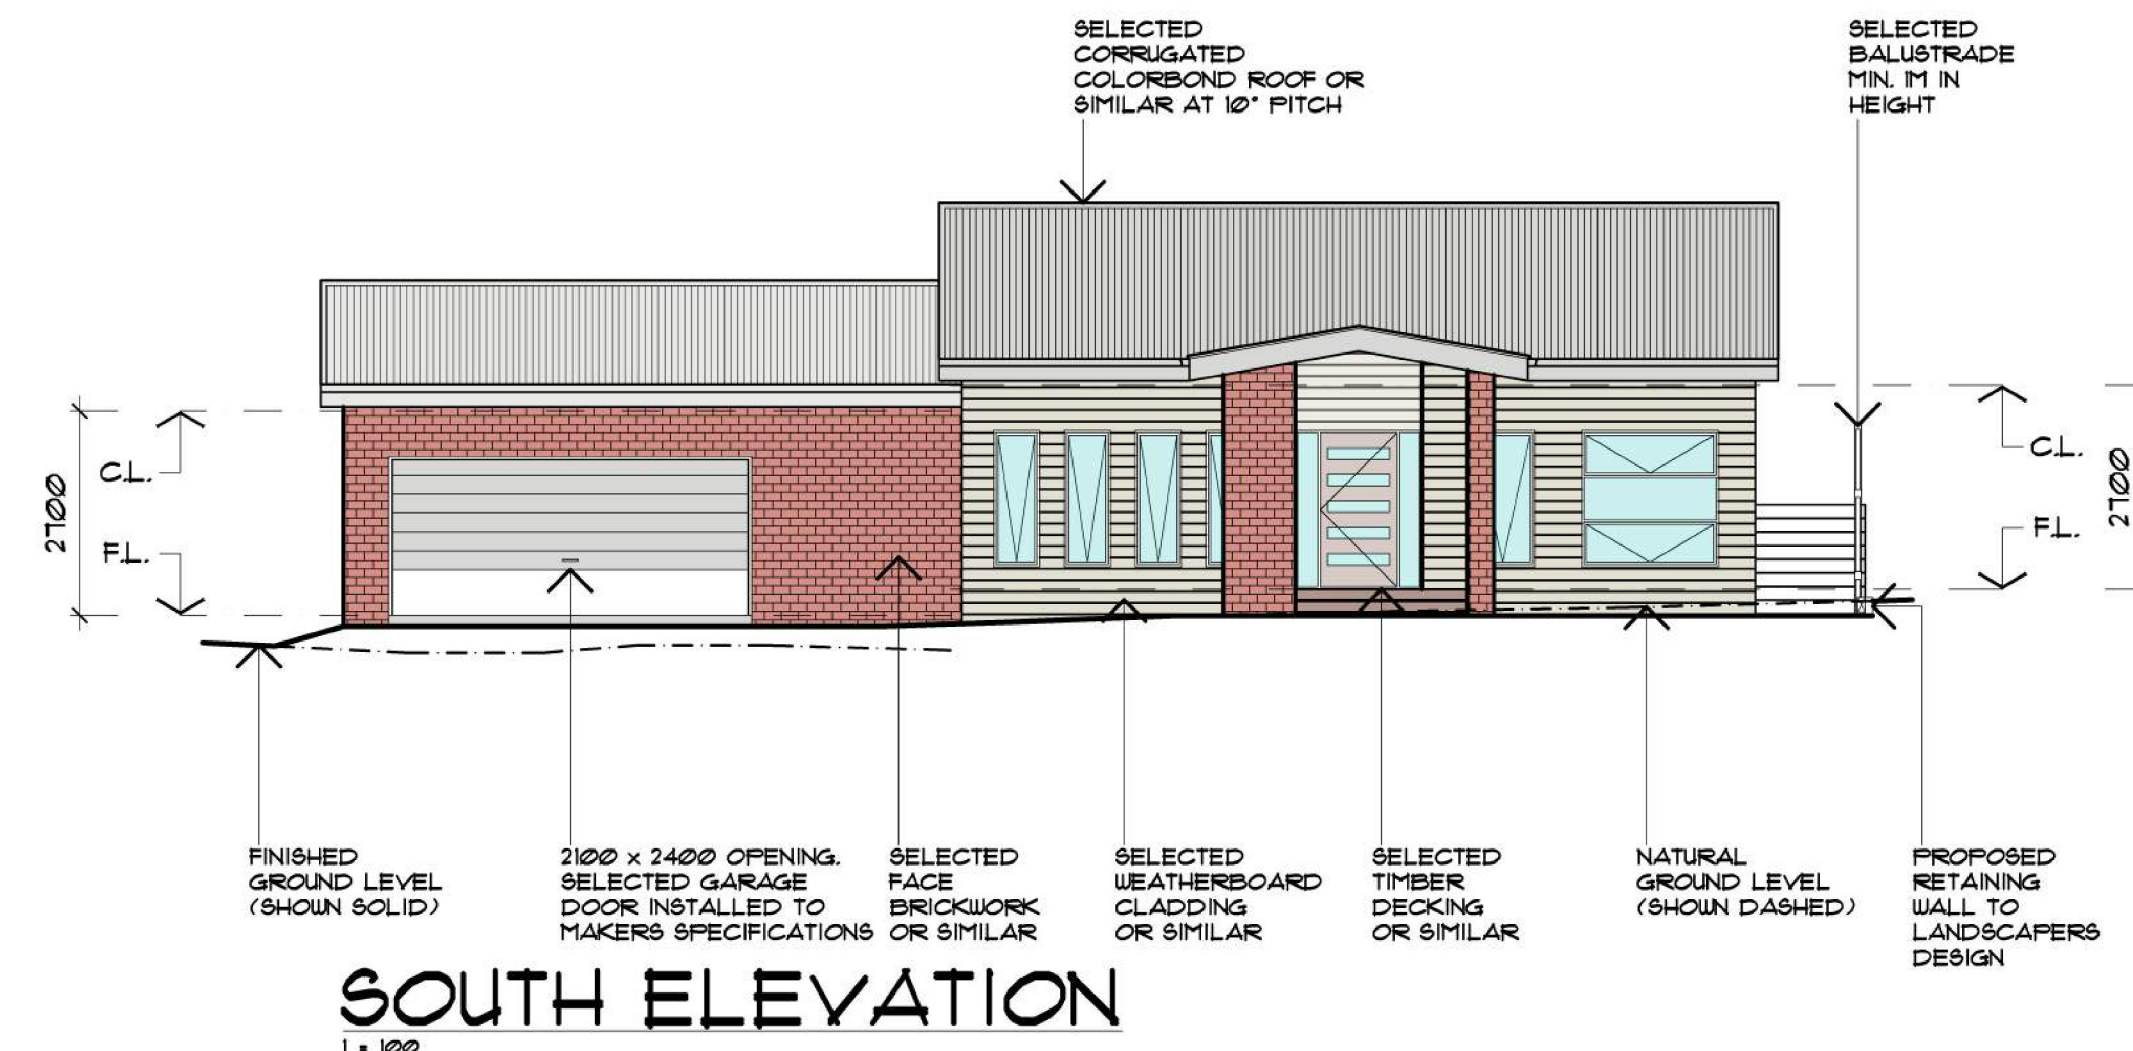 SELECTED
CORRUGATED
COLORBOND ROOF OR
SIMILAR AT 10° PITCH
SELECTED
BALUSTRADE
MIN. 1M IN
HEIGHT
2700
C.L.
F.L.
C.L.
F.L.
2700
FINISHED
GROUND LEVEL
(SHOWN SOLID)
2100 x 2400 OPENING.
SELECTED GARAGE
DOOR INSTALLED TO
MAKERS SPECIFICATIONS
SELECTED
FACE
BRICKWORK
OR SIMILAR
SELECTED
WEATHERBOARD
CLADDING
OR SIMILAR
SELECTED
TIMBER
DECKING
OR SIMILAR
NATURAL
GROUND LEVEL
(SHOWN DASHED)
PROPOSED
RETAINING
WALL TO
LANDSCAPERS
DESIGN
SOUTH ELEVATION
1 : 100